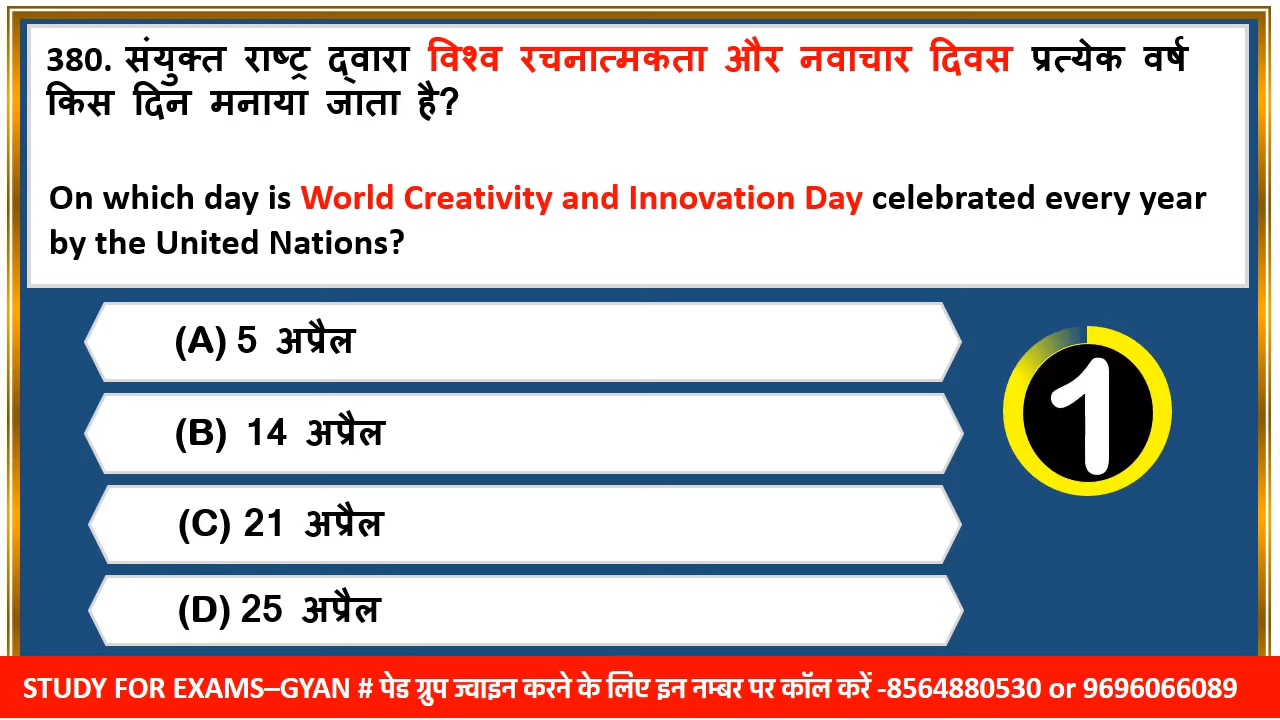 380. संयुक्त राष्ट्र द्वारा विश्व रचनात्मकता और नवाचार दिवस प्रत्येक वर्ष
किस दिन मनाया जाता है?
On which day is World Creativity and Innovation Day celebrated every year
by the United Nations?
(A) 5 अप्रैल
(B) 14 अप्रैल
(C) 21 अप्रैल
(D) 25 अप्रैल
1
STUDY FOR EXAMS–GYAN # पेड ग्रुप ज्वाइन करने के लिए इन नम्बर पर कॉल करें -8564880530 or 9696066089